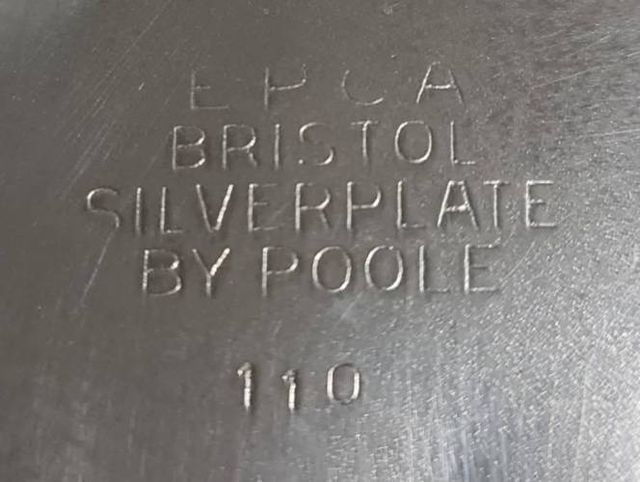 EPCA
BRISTOL
SILVERPLATE
BY POOLE
110